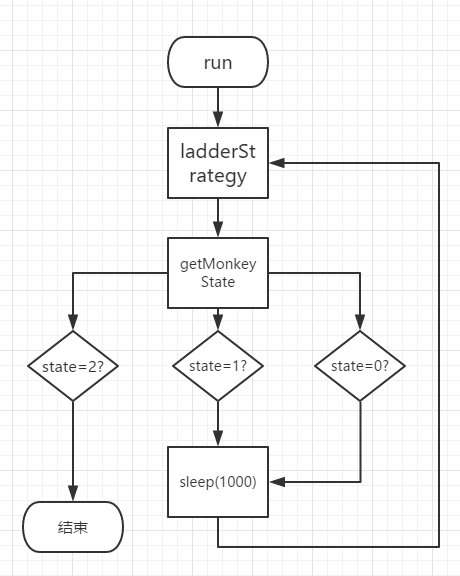 run
ladderSt
rategy
getMonkey
State
state=2?
state=1?
state=0?
sleep(1000)
结束